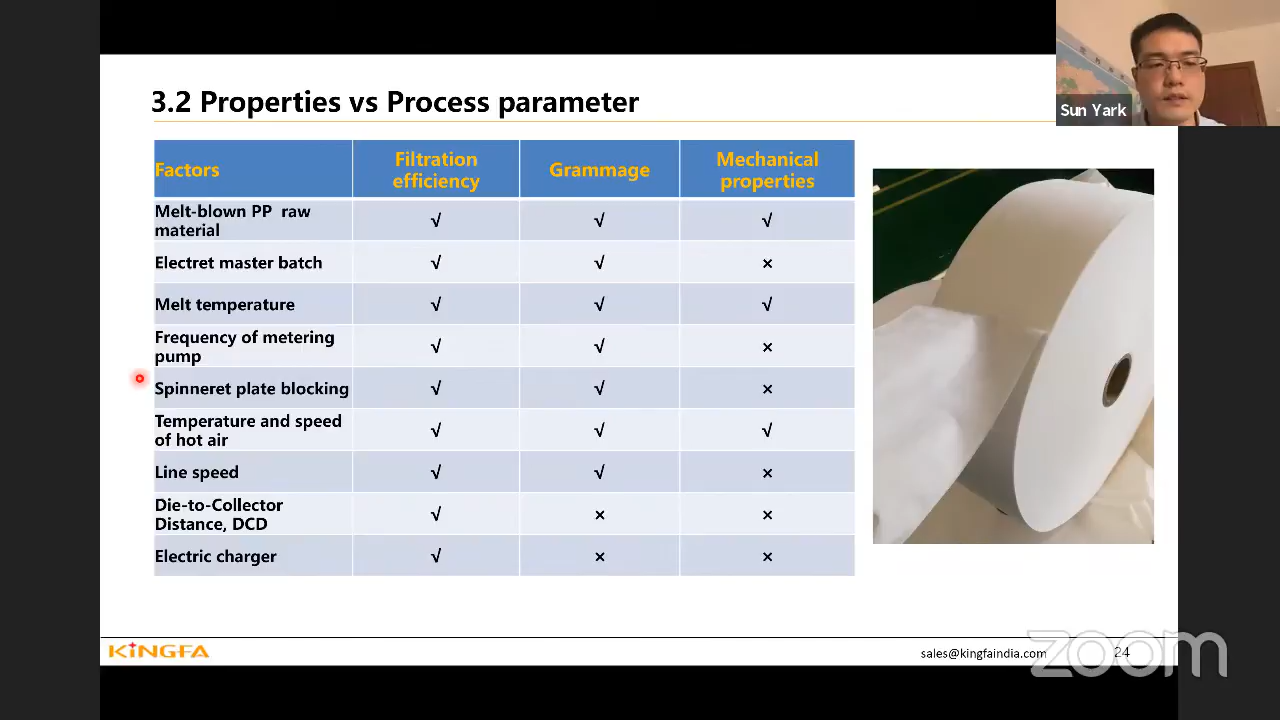 Sun Yark
3.2 Properties vs Process parameter
Factors
Filtration
efficiency
Grammage
Mechanical
properties
Melt-blown PP raw
material
√
√
√
Electret master batch
√
√
×
Melt temperature
√
√
√
Frequency of metering
pump
√
√
×
Spinneret plate blocking
√
√
×
Temperature and speed
of hot air
√
√
√
Line speed
√
√
×
Die-to-Collector
Distance, DCD
√
×
×
Electric charger
√
×
×
KINGFA
sales@kingfaindia.com
24
zoom